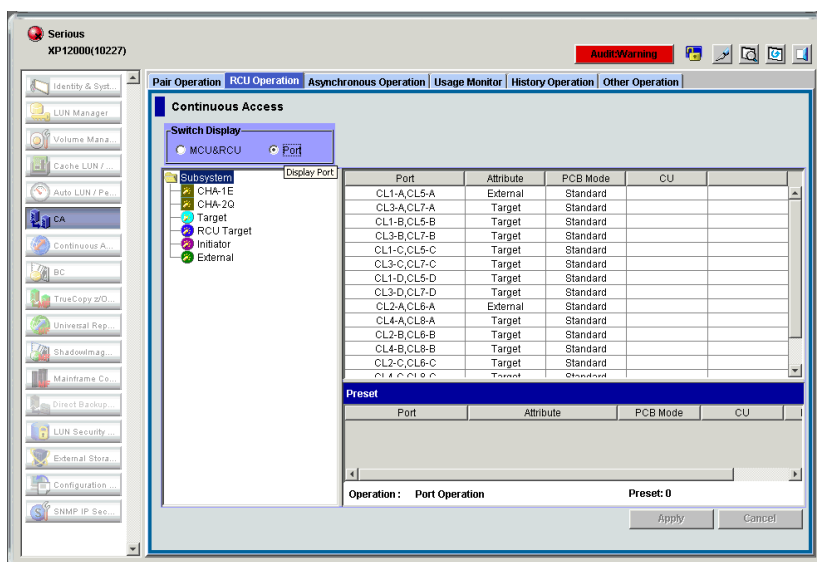 Serious
XP12000(10227)
Audit:Warning
Identity & Syst...
LUN Manager
Volume Mana...
Cache LUN / ...
Auto LUN / Pe...
CA
Continuous A...
BC
TrueCopy z/O...
Universal Rep...
ShadowImag...
Mainframe Co...
Direct Backup...
LUN Security ...
External Stora...
Configuration ...
SNMP IP Sec...
Pair Operation RCU Operation Asynchronous Operation Usage Monitor History Operation Other Operation
Continuous Access
Switch Display
MCU&RCU Port
Display Port
Subsystem
CHA-1E
CHA-2Q
Target
RCU Target
Initiator
External
Port Attribute PCB Mode CU
CL1-A,CL5-A External Standard
CL3-A,CL7-A Target Standard
CL1-B,CL5-B Target Standard
CL3-B,CL7-B Target Standard
CL1-C,CL5-C Target Standard
CL3-C,CL7-C Target Standard
CL1-D,CL5-D Target Standard
CL3-D,CL7-D Target Standard
CL2-A,CL6-A External Standard
CL4-A,CL8-A Target Standard
CL2-B,CL6-B Target Standard
CL4-B,CL8-B Target Standard
CL2-C,CL6-C Target Standard
CL4-C,CL8-C Target Standard
Preset
Port Attribute PCB Mode CU
Operation : Port Operation Preset: 0
Apply Cancel